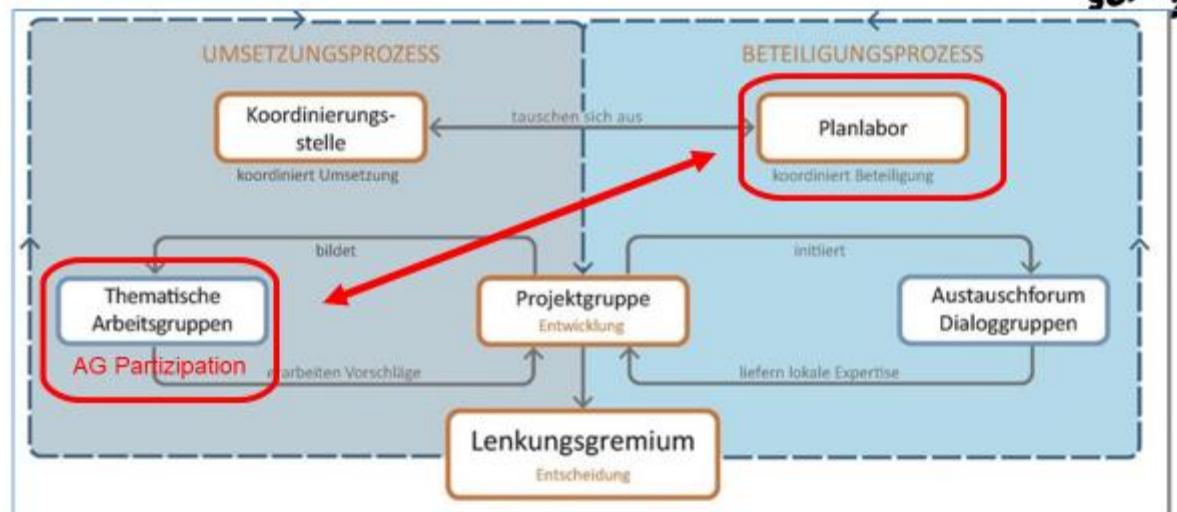 UMSETZUNGSPROZESS
BETEILIGUNGSPROZESS
Koordinierungs-
stelle
tauschen sich aus
Planlabor
koordiniert Umsetzung
koordiniert Beteiligung
bildet
initiiert
Thematische
Arbeitsgruppen
Projektgruppe
Entwicklung
Austauschforum
Dialoggruppen
AG Partizipation
erarbeiten Vorschläge
liefern lokale Expertise
Lenkungsgremium
Entscheidung